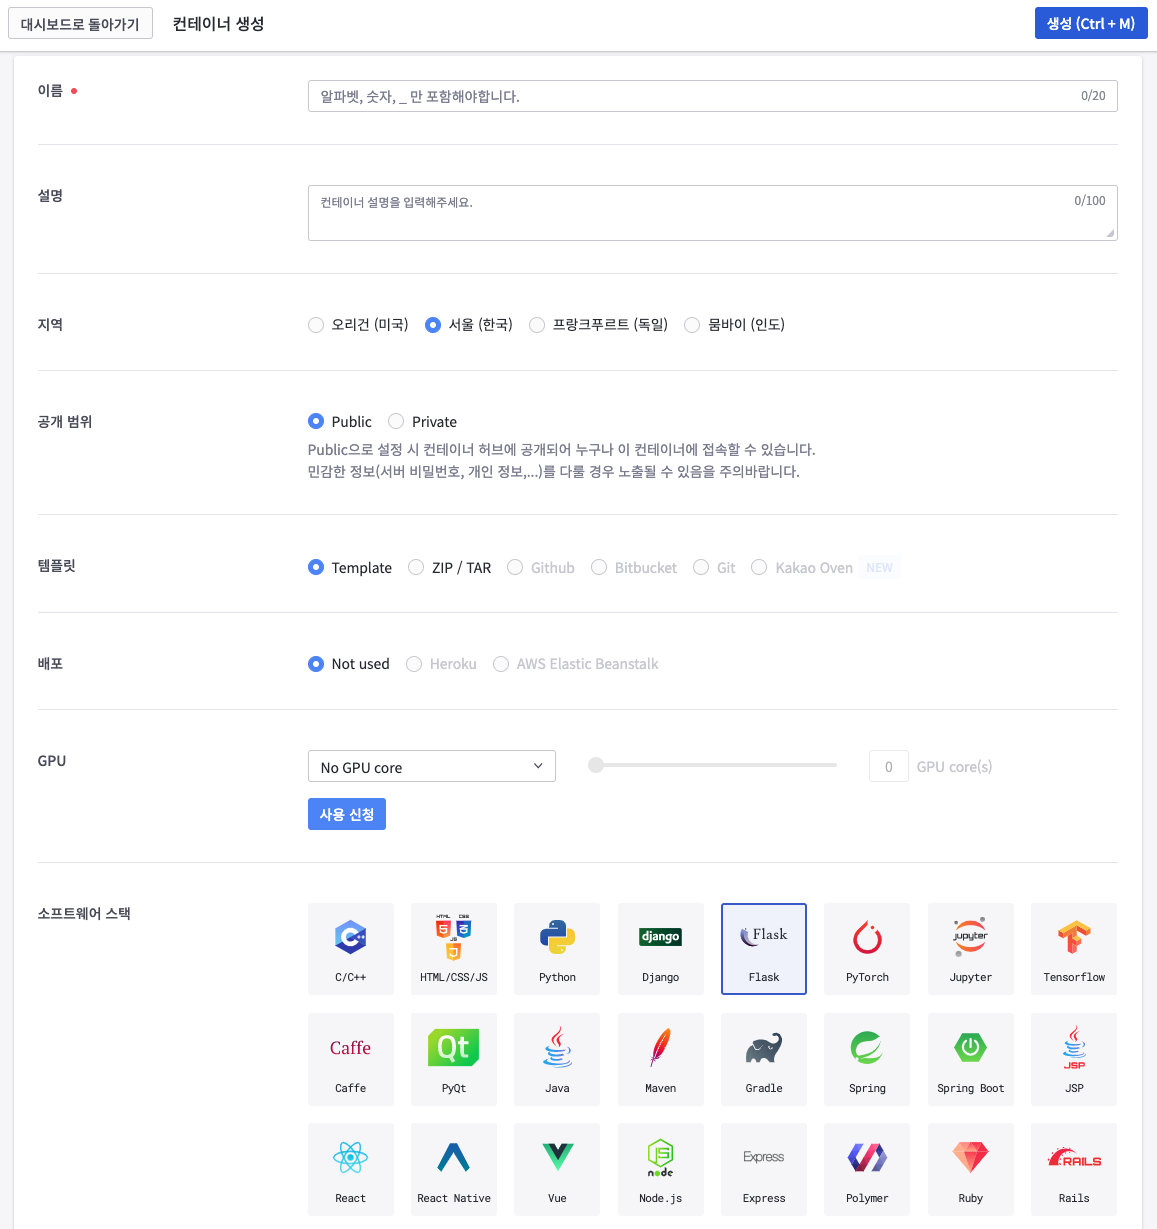 대시보드로 돌아가기 컨테이너 생성 생성 (Ctrl + M)
이름 알파벳, 숫자, _ 만 포함해야합니다. 0/20
설명 컨테이너 설명을 입력해주세요. 0/100
지역 오리건 (미국) 서울 (한국) 프랑크푸르트 (독일) 뭄바이 (인도)
공개 범위 Public Private
Public으로 설정 시 컨테이너 허브에 공개되어 누구나 이 컨테이너에 접속할 수 있습니다.
민감한 정보(서버 비밀번호, 개인 정보,...)를 다룰 경우 노출될 수 있음을 주의바랍니다.
템플릿 Template ZIP / TAR Github Bitbucket Git Kakao Oven NEW
배포 Not used Heroku AWS Elastic Beanstalk
GPU No GPU core 0 GPU core(s)
사용 신청
소프트웨어 스택
HTML CSS JS django Flask jupyter
C/C++ HTML/CSS/JS Python Django Flask PyTorch Jupyter Tensorflow
Caffe Qt JSP
Caffe PyQt Java Maven Gradle Spring Spring Boot JSP
JS node Express RAILS
React React Native Vue Node.js Express Polymer Ruby Rails